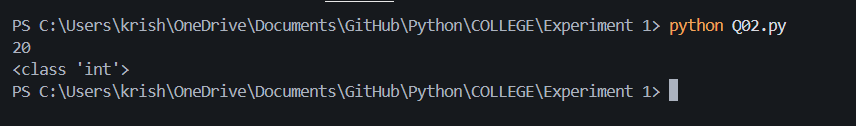 PS C:\Users\krish\OneDrive\Documents\GitHub\Python\COLLEGE\Experiment 1> python Q02.py
20
<class 'int'>
PS C:\Users\krish\OneDrive\Documents\GitHub\Python\COLLEGE\Experiment 1>